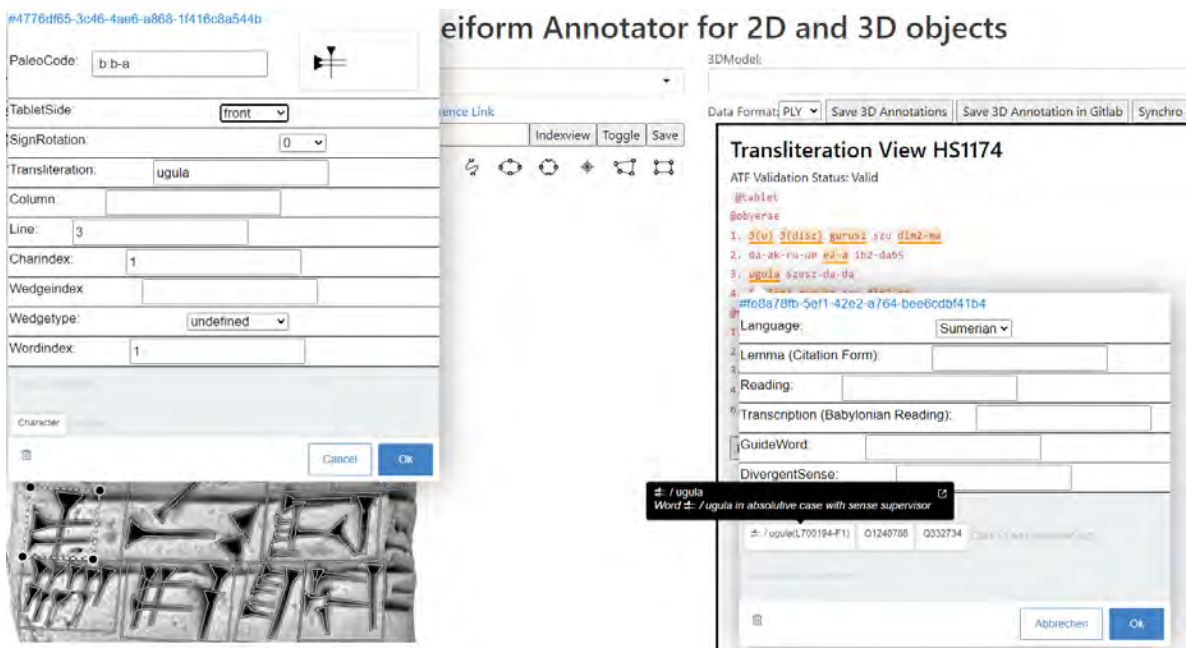 #4776df65-3c46-4ae6-a868-1f416c8a544b
PaleoCode: b:b-a
TabletSide: front
SignRotation: 0
Transliteration: ugula
Column:
Line: 3
Charindex: 1
Wedgeindex
Wedgetype: undefined
Wordindex: 1
Character
Cancel Ok
eiform Annotator for 2D and 3D objects
3DModel:
ence Link
Indexview Toggle Save
Data Format: PLY Save 3D Annotations Save 3D Annotation in Gitlab Synchro
Transliteration View HS1174
ATF Validation Status: Valid
@tablet
@obverse
1. 3(u) 3(disz) gurusz szu dim2-ma
2. da-ak-ru-um e2-a ib2-dab5
3. ugula szesz-da-da
4.
#fe8a78fb-5ef1-42e2-a764-bee6cdbf41b4
Language: Sumerian
Lemma (Citation Form):
Reading:
Transcription (Babylonian Reading):
GuideWord:
DivergentSense:
/ ugula
Word / ugula in absolutive case with sense supervisor
/ ugula(L700194-F1) Q1240788 Q332734
Abbrechen Ok